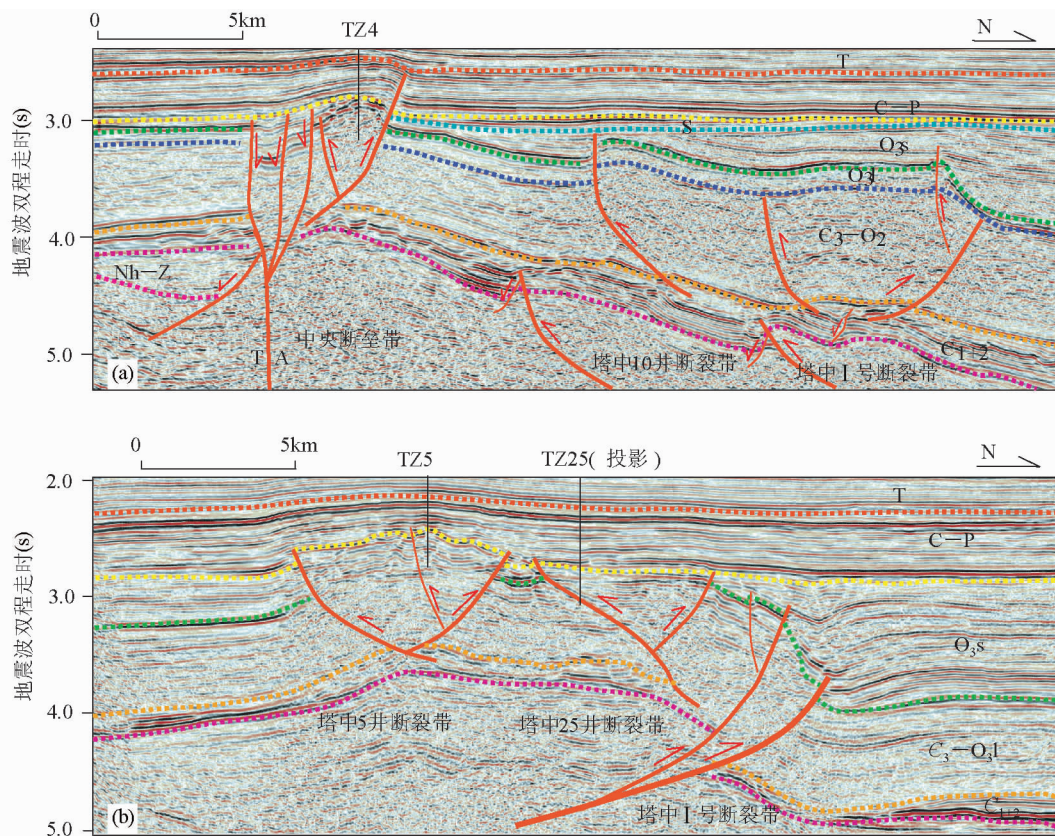 0 5km TZ4 N
T
C—P
3.0
S
O3s
O3l
4.0
C3—O2
Nh—Z
中央断垒带
5.0
T A
塔中10井断裂带
C1+2
塔中Ⅰ号断裂带
(a)
地震波双程走时(s)
0 5km TZ5 TZ25(投影) N
2.0
T
C—P
3.0
O3s
4.0
塔中5井断裂带 塔中25井断裂带
C3—O3l
塔中Ⅰ号断裂带
C1+2
5.0
(b)
地震波双程走时(s)